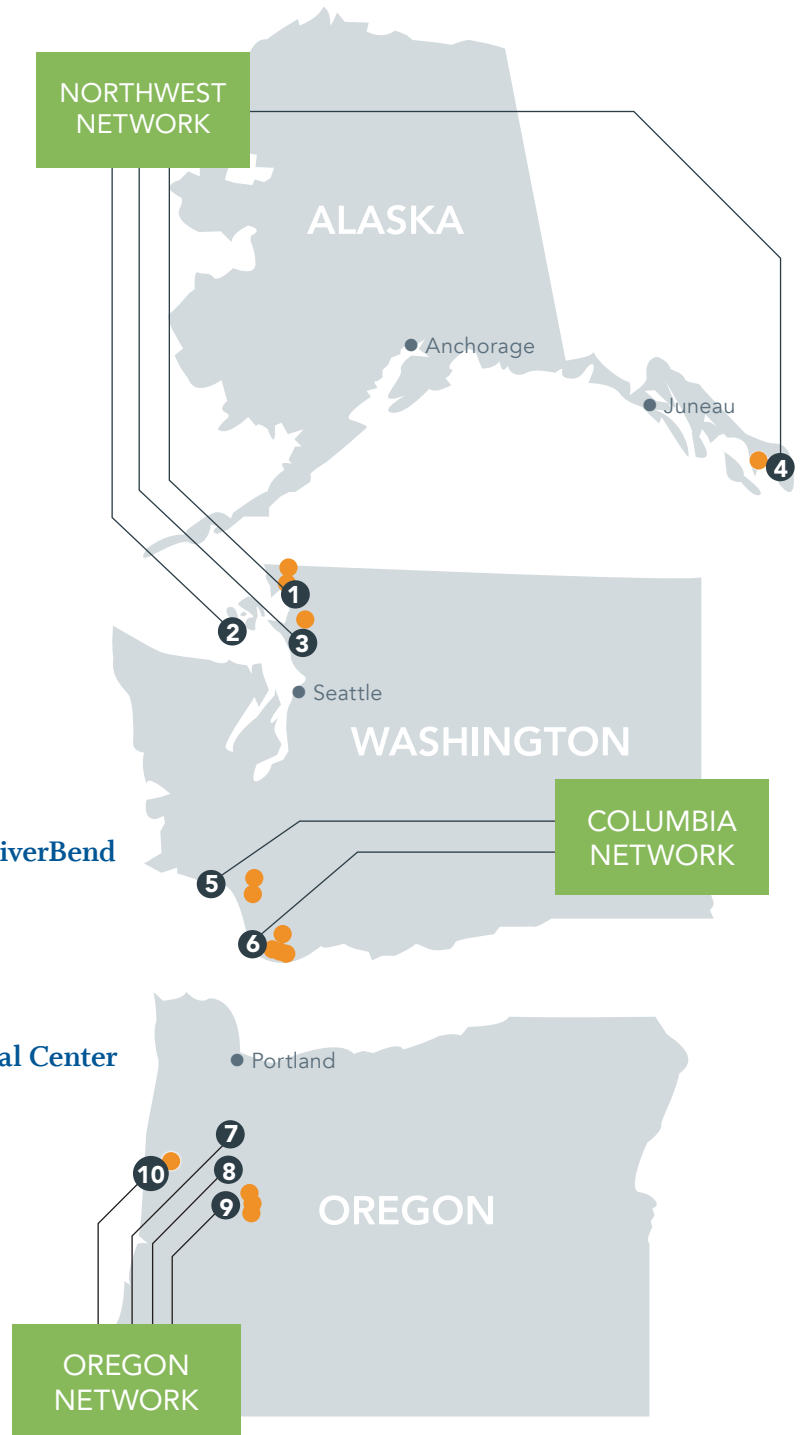 NORTHWEST
NETWORK
ALASKA
Anchorage
Juneau
4
1
2
3
Seattle
WASHINGTON
COLUMBIA
NETWORK
iverBend
5
6
al Center
Portland
7
8
10
9
OREGON
OREGON
NETWORK